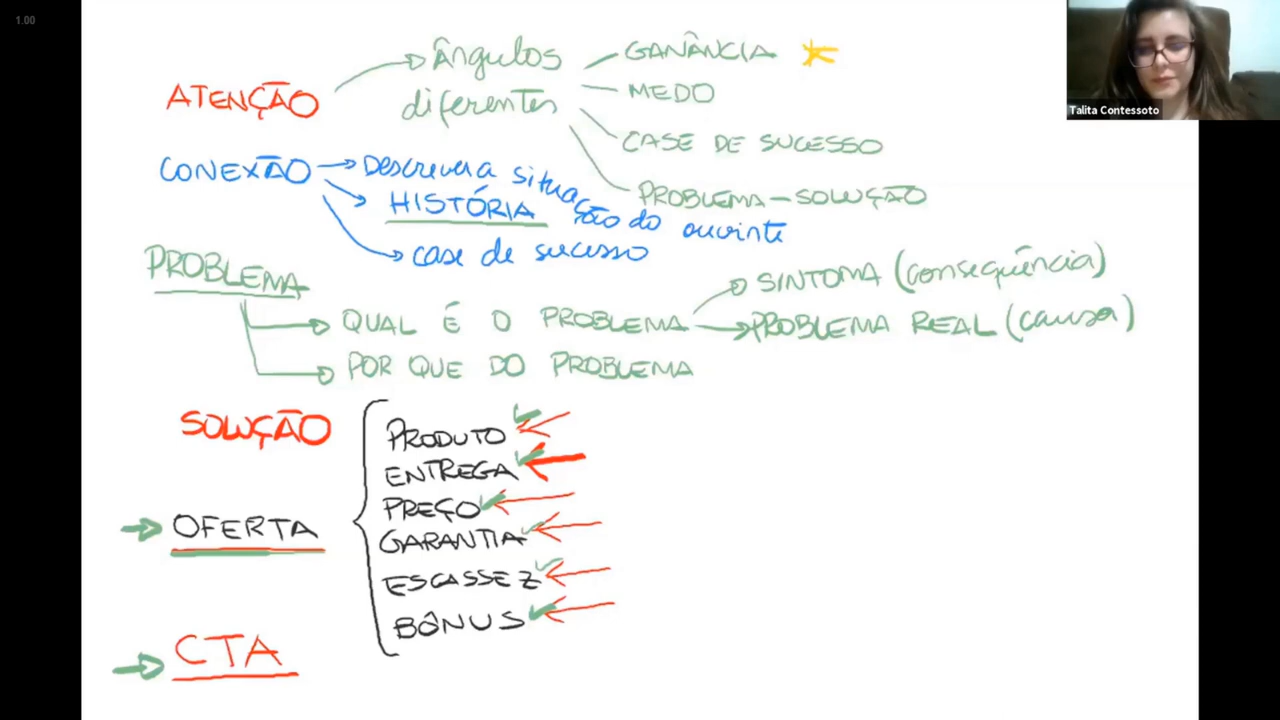 1.00
ATENÇÃO
ângulos
diferentes
GANÂNCIA
MEDO
CASE DE SUCESSO
PROBLEMA-SOLUÇÃO
Talita Contessoto
CONEXÃO
Descrever a situação do ouvinte
HISTÓRIA
case de sucesso
PROBLEMA
QUAL É O PROBLEMA
SINTOMA (consequência)
PROBLEMA REAL (causa)
POR QUE DO PROBLEMA
SOLUÇÃO
OFERTA
PRODUTO
ENTREGA
PREÇO
GARANTIA
ESCASSEZ
BÔNUS
CTA